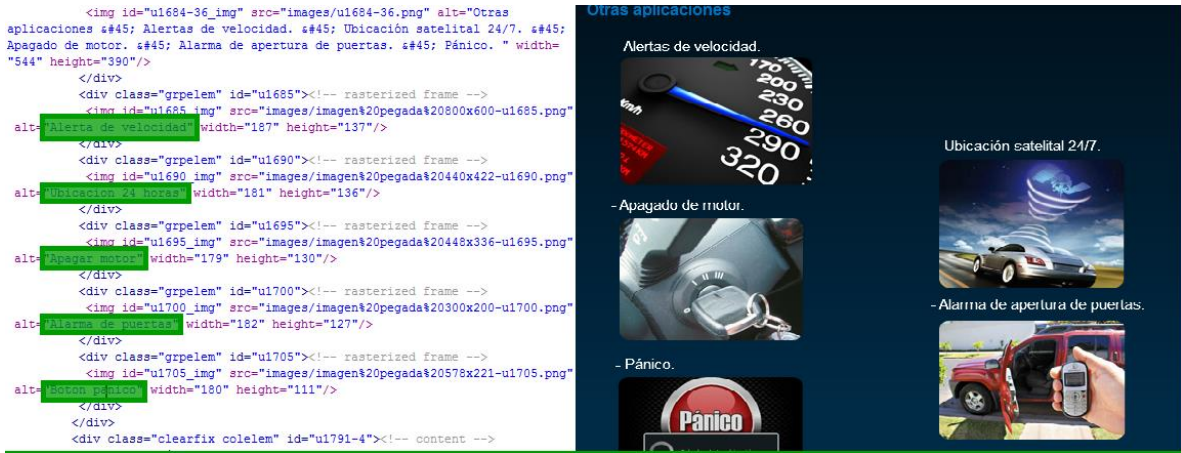 <img id="u1684-36_img" src="images/u1684-36.png" alt="Otras
aplicaciones &#45; Alertas de velocidad. &#45; Ubicación satelital 24/7. &#45;
Apagado de motor. &#45; Alarma de apertura de puertas. &#45; Pánico. " width=
"544" height="390"/>
</div>
<div class="grpelem" id="u1685"><!-- rasterized frame -->
<img id="u1685_img" src="images/imagen%20pegada%20800x600-u1685.png"
alt="Alerta de velocidad" width="187" height="137"/>
</div>
<div class="grpelem" id="u1690"><!-- rasterized frame -->
<img id="u1690_img" src="images/imagen%20pegada%20440x422-u1690.png"
alt="Ubicacion 24 horas" width="181" height="136"/>
</div>
<div class="grpelem" id="u1695"><!-- rasterized frame -->
<img id="u1695_img" src="images/imagen%20pegada%20448x336-u1695.png"
alt="Apagar motor" width="179" height="130"/>
</div>
<div class="grpelem" id="u1700"><!-- rasterized frame -->
<img id="u1700_img" src="images/imagen%20pegada%20300x200-u1700.png"
alt="Alarma de puertas" width="182" height="127"/>
</div>
<div class="grpelem" id="u1705"><!-- rasterized frame -->
<img id="u1705_img" src="images/imagen%20pegada%20578x221-u1705.png"
alt="Boton panico" width="180" height="111"/>
</div>
</div>
<div class="clearfix colelem" id="u1791-4"><!-- content -->
Otras aplicaciones
Alertas de velocidad.
170
200
230
260
290
320
Km/h
Ubicación satelital 24/7.
- Apagado de motor.
- Alarma de apertura de puertas.
- Pánico.
Pánico